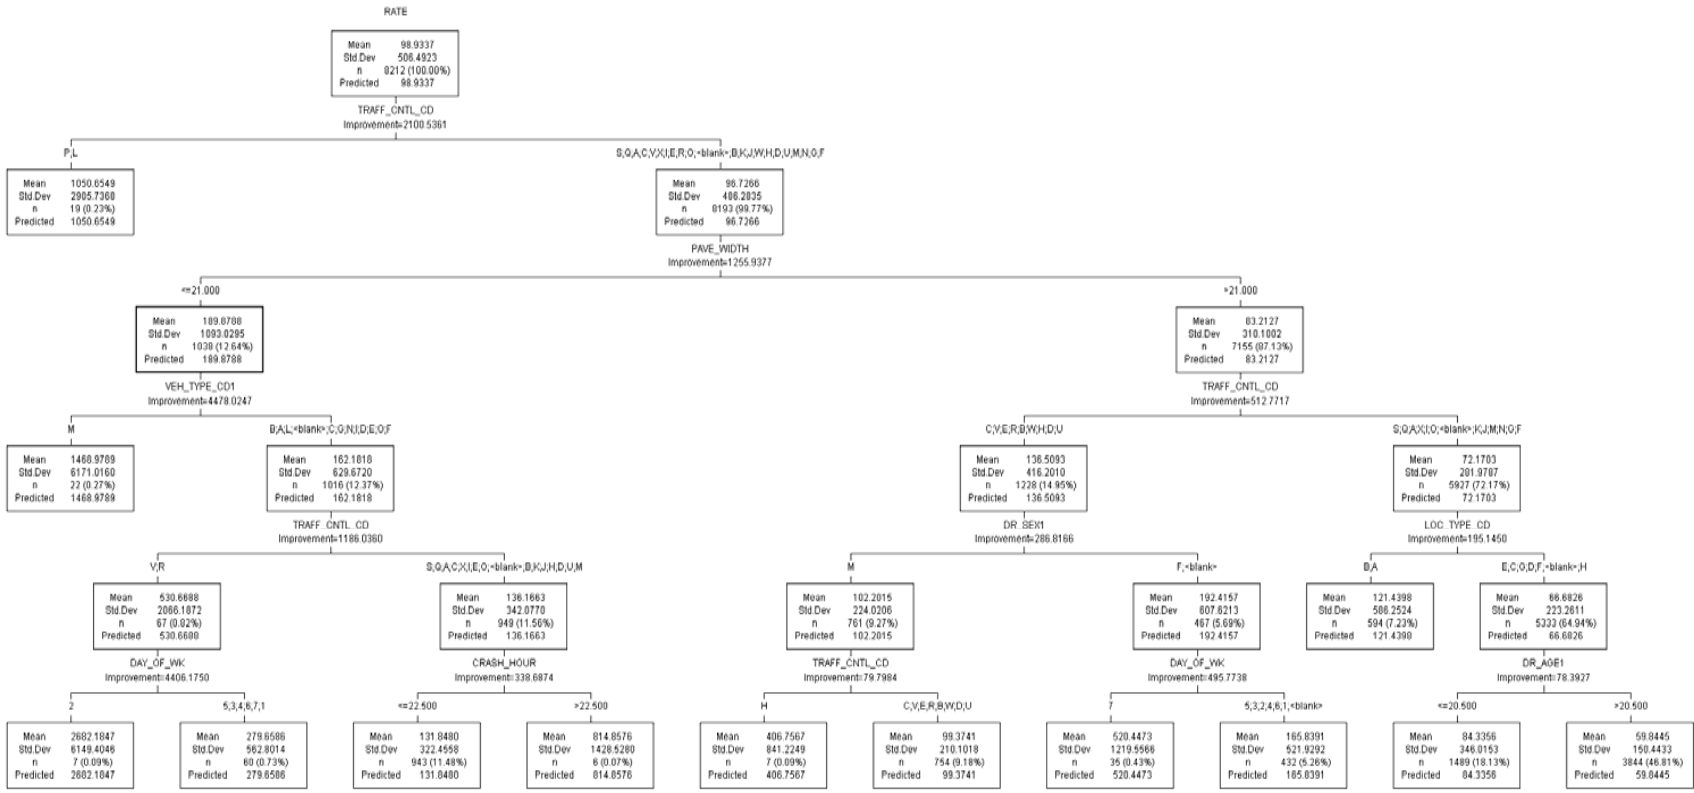 RATE
Mean 98.9337
Std.Dev 506.4923
n 8212 (100.00%)
Predicted 98.9337
TRAFF_CNTL_CD
Improvement=2100.5361
P;L
Mean 1050.6549
Std.Dev 2905.7368
n 19 (0.23%)
Predicted 1050.6549
S;Q;A;C;V;X;I;E;R;O;<blank>;B;K;J;W;H;D;U;M;N;G;F
Mean 96.7266
Std.Dev 486.2835
n 8193 (99.77%)
Predicted 96.7266
PAVE_WIDTH
Improvement=1255.9377
<=21.000
Mean 189.8788
Std.Dev 1093.0295
n 1038 (12.64%)
Predicted 189.8788
VEH_TYPE_CD1
Improvement=4478.0247
>21.000
Mean 83.2127
Std.Dev 310.1002
n 7155 (87.13%)
Predicted 83.2127
TRAFF_CNTL_CD
Improvement=512.7717
M
Mean 1468.9789
Std.Dev 6171.0160
n 22 (0.27%)
Predicted 1468.9789
B;A;L;<blank>;C;G;N;I;D;E;O;F
Mean 162.1818
Std.Dev 629.6720
n 1016 (12.37%)
Predicted 162.1818
TRAFF_CNTL_CD
Improvement=1186.0360
C;V;E;R;B;W;H;D;U
Mean 136.5093
Std.Dev 416.2010
n 1228 (14.95%)
Predicted 136.5093
DR_SEX1
Improvement=286.8166
S;Q;A;X;I;O;<blank>;K;J;M;N;G;F
Mean 72.1703
Std.Dev 281.9787
n 5927 (72.17%)
Predicted 72.1703
LOC_TYPE_CD
Improvement=195.1450
V;R
Mean 530.6688
Std.Dev 2066.1872
n 67 (0.82%)
Predicted 530.6688
DAY_OF_WK
Improvement=4406.1750
S;Q;A;C;X;I;E;O;<blank>;B;K;J;H;D;U;M
Mean 136.1663
Std.Dev 342.0770
n 949 (11.56%)
Predicted 136.1663
CRASH_HOUR
Improvement=338.6874
M
Mean 102.2015
Std.Dev 224.0206
n 761 (9.27%)
Predicted 102.2015
TRAFF_CNTL_CD
Improvement=79.7984
F;<blank>
Mean 192.4157
Std.Dev 607.6213
n 467 (5.69%)
Predicted 192.4157
DAY_OF_WK
Improvement=495.7738
B;A
Mean 121.4398
Std.Dev 586.2524
n 594 (7.23%)
Predicted 121.4398
E;C;G;D;F;<blank>;H
Mean 66.6826
Std.Dev 223.2611
n 5333 (64.94%)
Predicted 66.6826
DR_AGE1
Improvement=78.3927
2
Mean 2682.1847
Std.Dev 6149.4046
n 7 (0.09%)
Predicted 2682.1847
5;3;4;6;7;1
Mean 279.6586
Std.Dev 562.8014
n 60 (0.73%)
Predicted 279.6586
<=22.500
Mean 131.8480
Std.Dev 322.4558
n 943 (11.48%)
Predicted 131.8480
>22.500
Mean 814.8576
Std.Dev 1428.5280
n 6 (0.07%)
Predicted 814.8576
H
Mean 406.7567
Std.Dev 841.2249
n 7 (0.09%)
Predicted 406.7567
C;V;E;R;B;W;D;U
Mean 99.3741
Std.Dev 210.1018
n 754 (9.18%)
Predicted 99.3741
7
Mean 520.4473
Std.Dev 1219.5566
n 35 (0.43%)
Predicted 520.4473
5;3;2;4;6;1;<blank>
Mean 165.8391
Std.Dev 521.9292
n 432 (5.26%)
Predicted 165.8391
<=20.500
Mean 84.3356
Std.Dev 346.0153
n 1489 (18.13%)
Predicted 84.3356
>20.500
Mean 59.8445
Std.Dev 150.4433
n 3844 (46.81%)
Predicted 59.8445